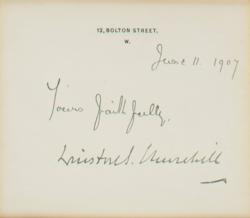 12, BOLTON STREET,
W.
June 11. 1907
Yours faithfully,
Winston S. Churchill